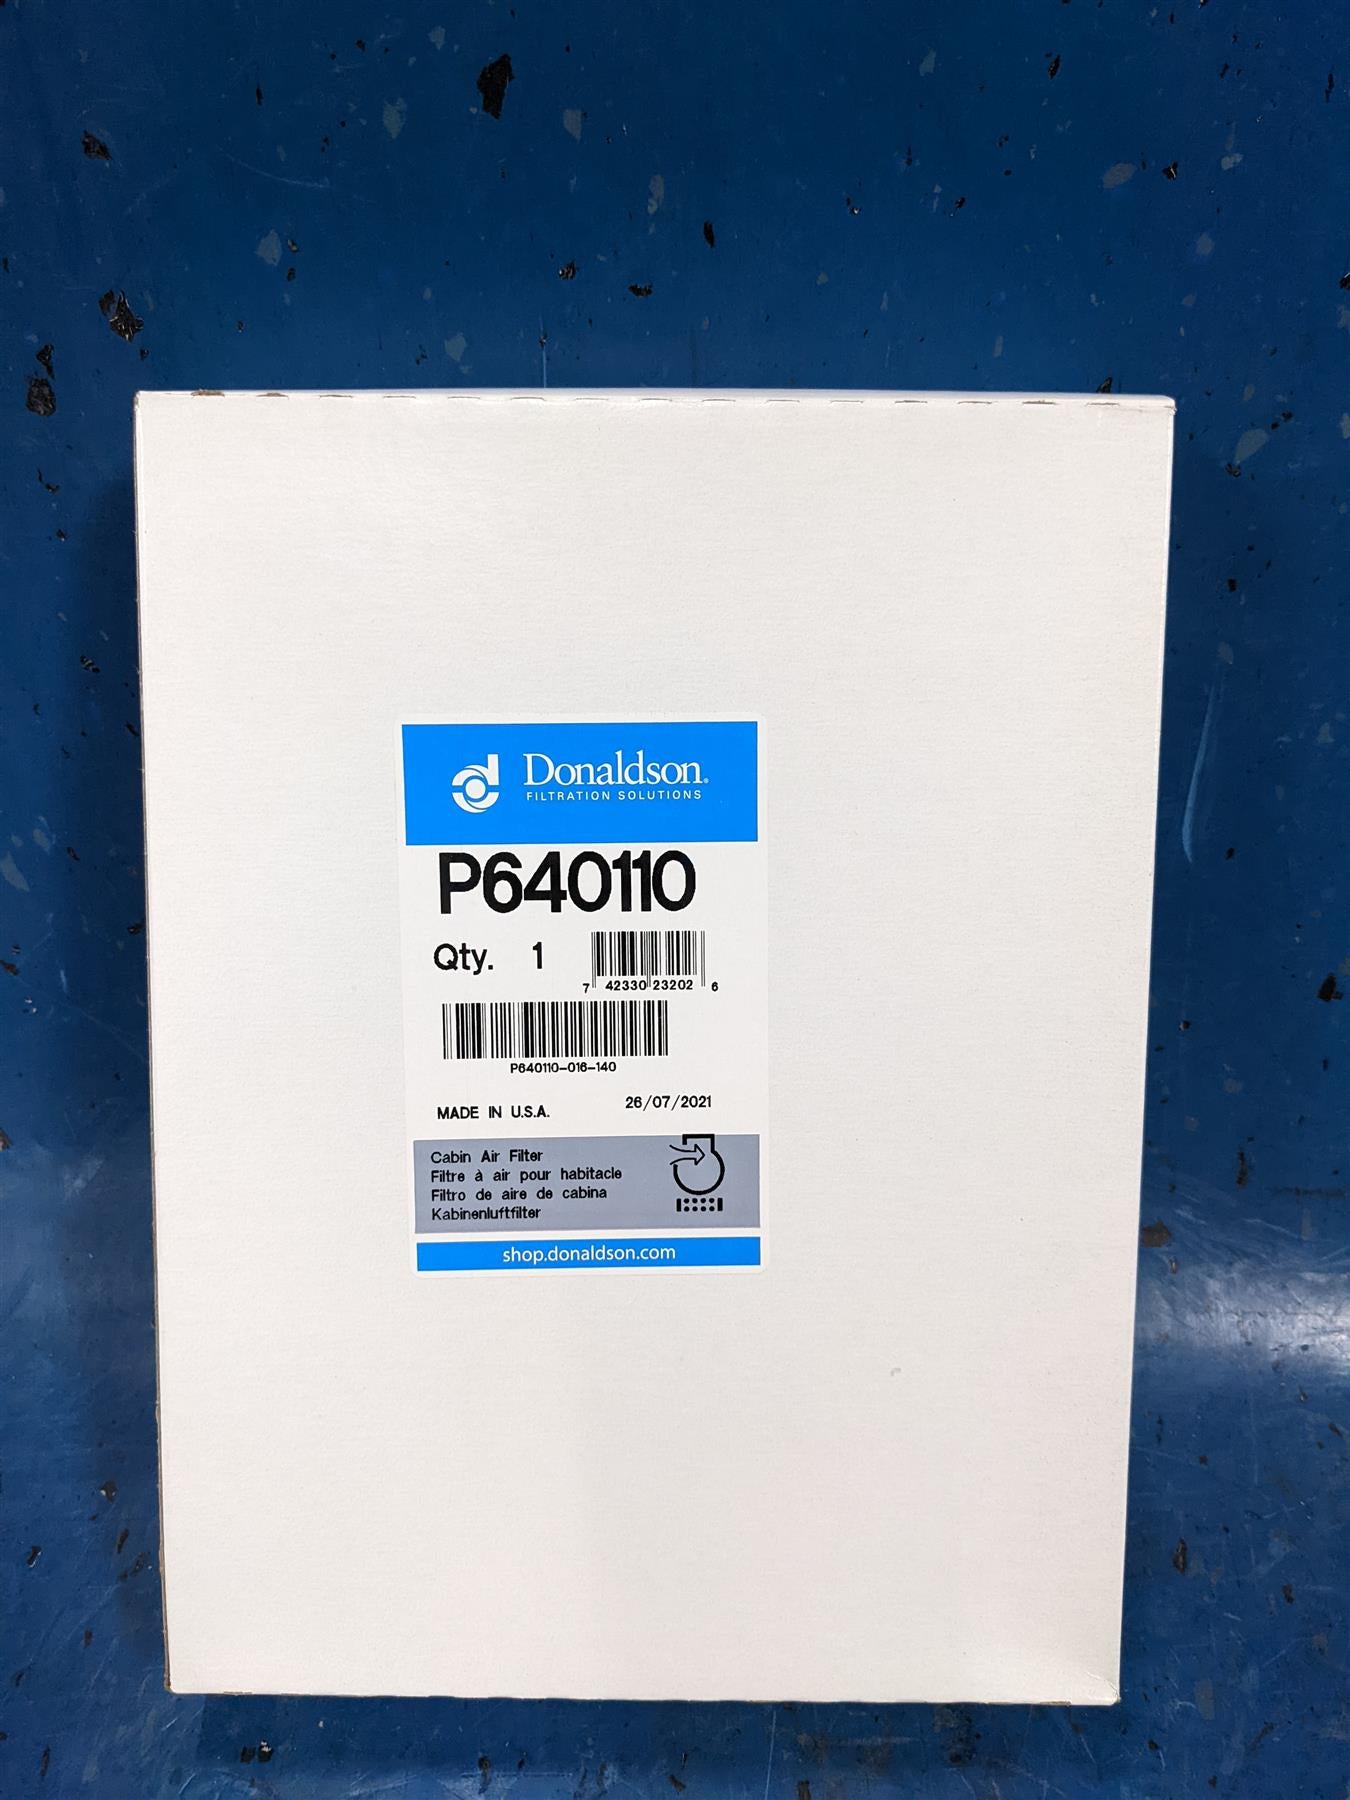 Donaldson.
FILTRATION SOLUTIONS
P640110
Qty. 1
7 42330 23202 6
P640110-016-140
MADE IN U.S.A.
26/07/2021
Cabin Air Filter
Filtre à air pour habitacle
Filtro de aire de cabina
Kabinenluftfilter
shop.donaldson.com